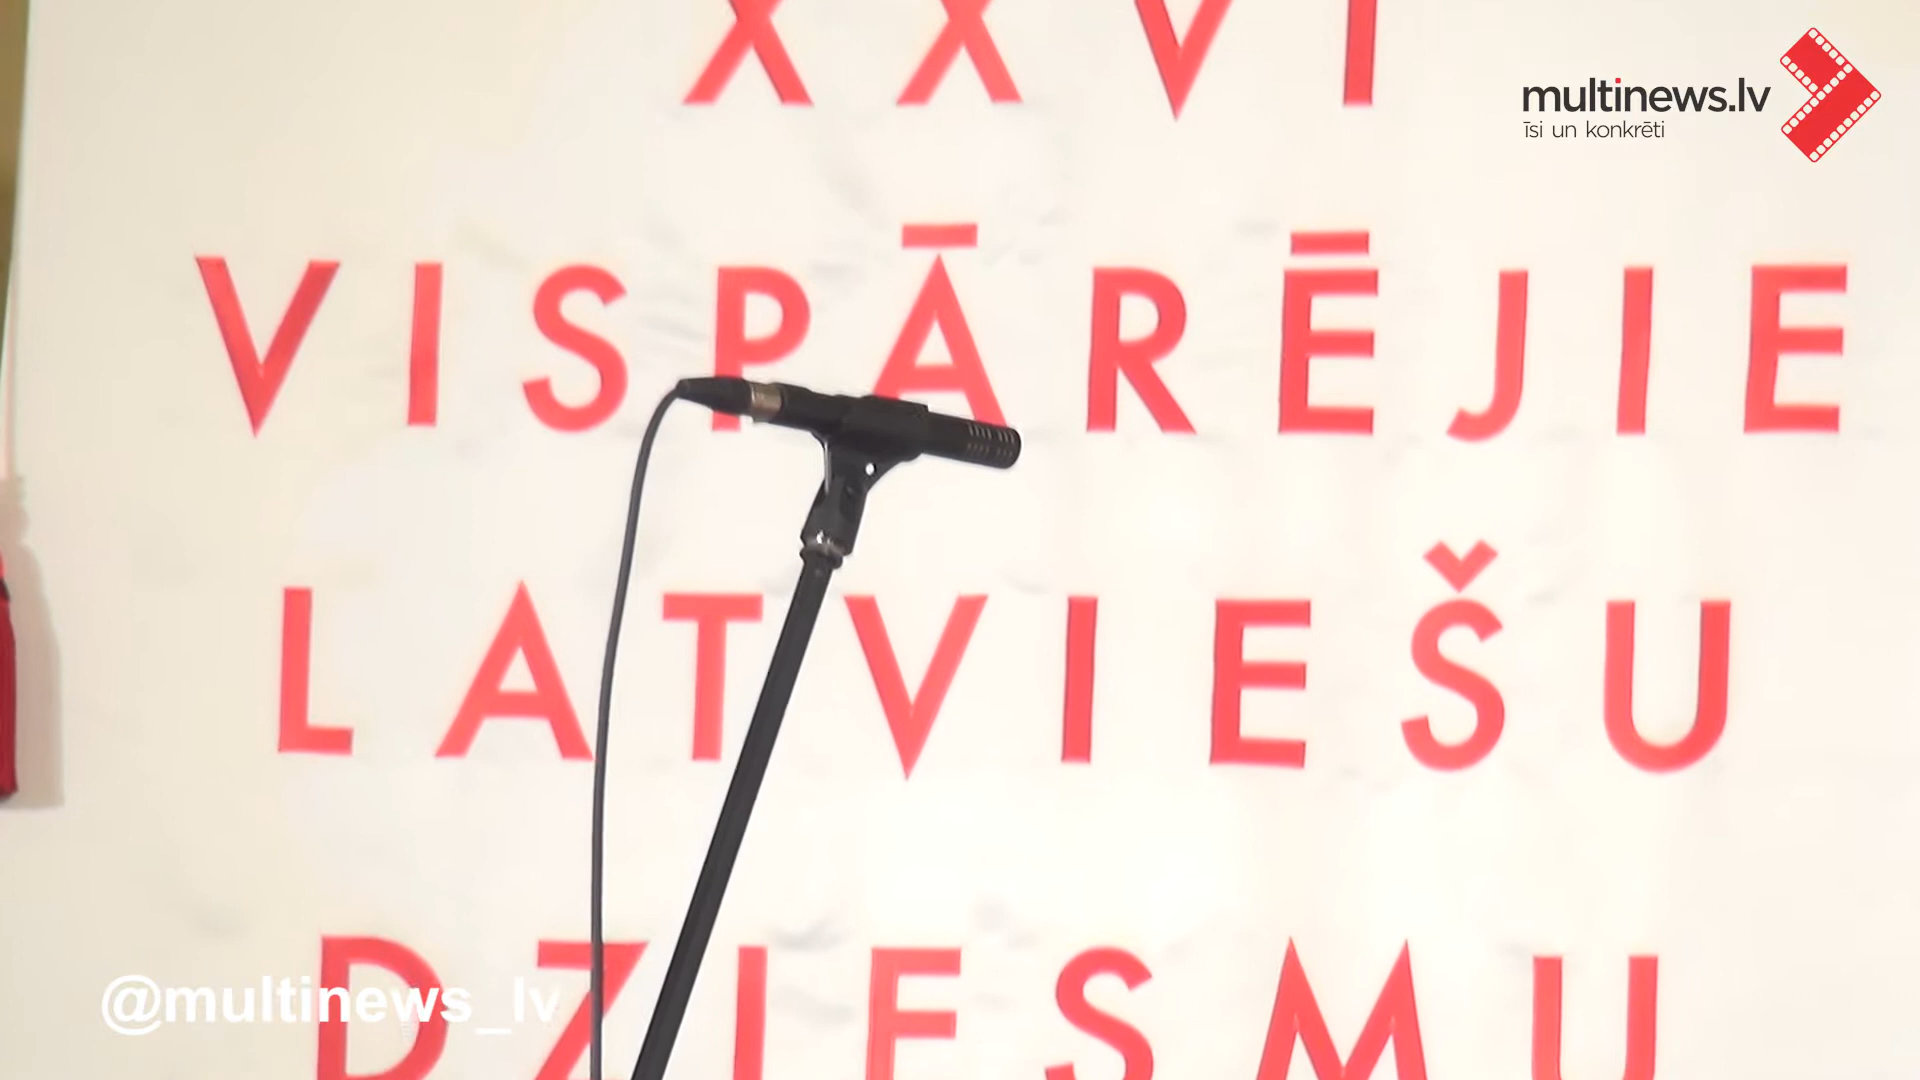 XXVI
multinews.lv
īsi un konkrēti
VISPĀRĒJIE
LATVIEŠU
DZIESMU
@multinews_lv